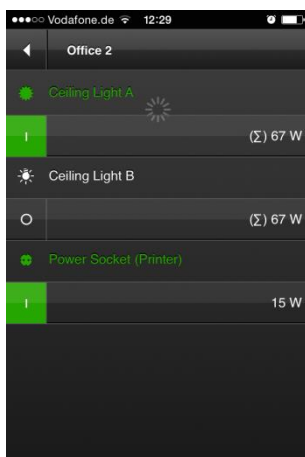 Vodafone.de 12:29
Office 2
Ceiling Light A
I (Σ) 67 W
Ceiling Light B
O (Σ) 67 W
Power Socket (Printer)
I 15 W